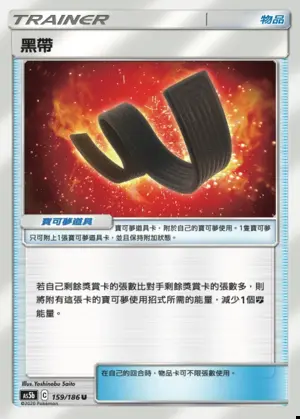 TRAINER 物品
黑帶
寶可夢道具
寶可夢道具卡,附於自己的寶可夢使用。1隻寶可夢
只可附上1張寶可夢道具卡,並且保持附加狀態。
若自己剩餘獎賞卡的張數比對手剩餘獎賞卡的張數多,則
將附有這張卡的寶可夢使用招式所需的能量,減少1個
能量。
Illus. Yoshinobu Saito
AS5b C 159/186 U
©2020 Pokémon
在自己的回合時,物品卡可不限張數使用。